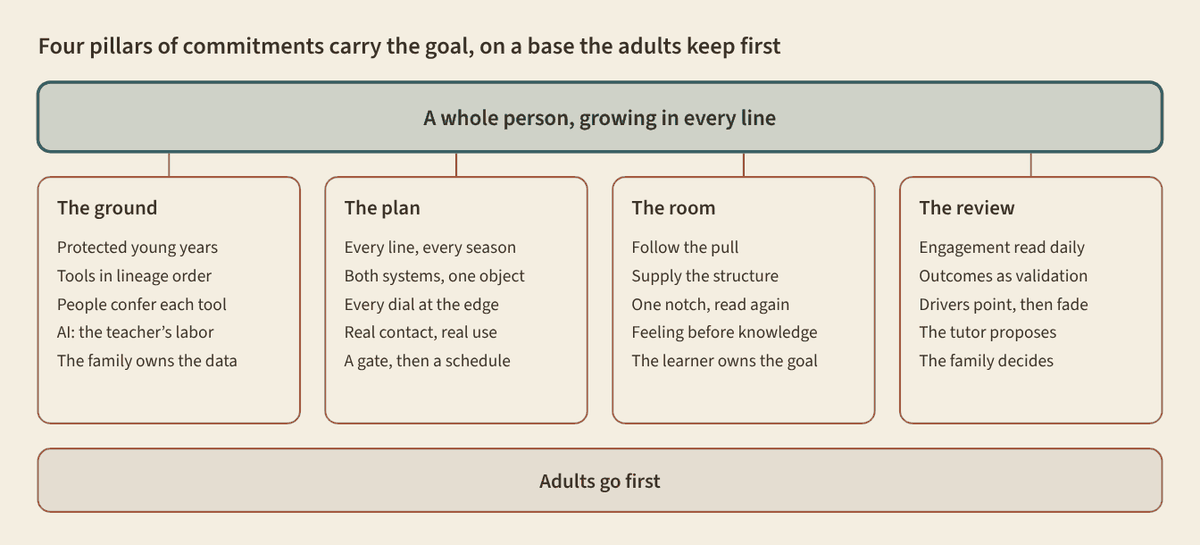 Four pillars of commitments carry the goal, on a base the adults keep first
A whole person, growing in every line
The ground
Protected young years
Tools in lineage order
People confer each tool
AI: the teacher’s labor
The family owns the data
The plan
Every line, every season
Both systems, one object
Every dial at the edge
Real contact, real use
A gate, then a schedule
The room
Follow the pull
Supply the structure
One notch, read again
Feeling before knowledge
The learner owns the goal
The review
Engagement read daily
Outcomes as validation
Drivers point, then fade
The tutor proposes
The family decides
Adults go first